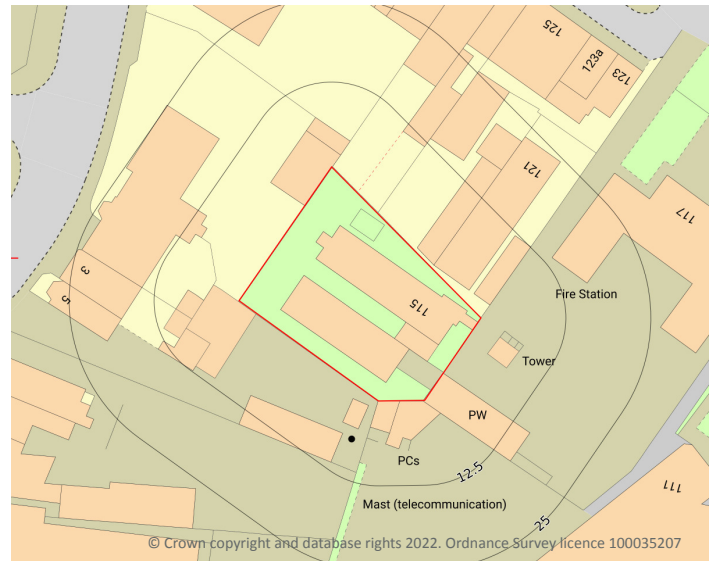 125
123a
123
121
117
3
5
115
Fire Station
Tower
PW
PCs
12.5
111
Mast (telecommunication)
25
© Crown copyright and database rights 2022. Ordnance Survey licence 100035207